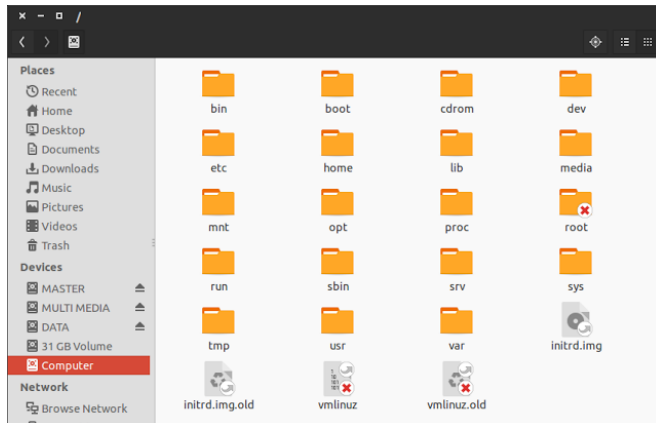 /
Places
Recent
Home
Desktop
Documents
Downloads
Music
Pictures
Videos
Trash
Devices
MASTER
MULTI MEDIA
DATA
31 GB Volume
Computer
Network
Browse Network
bin boot cdrom dev
etc home lib media
mnt opt proc root
run sbin srv sys
tmp usr var initrd.img
initrd.img.old vmlinuz vmlinuz.old